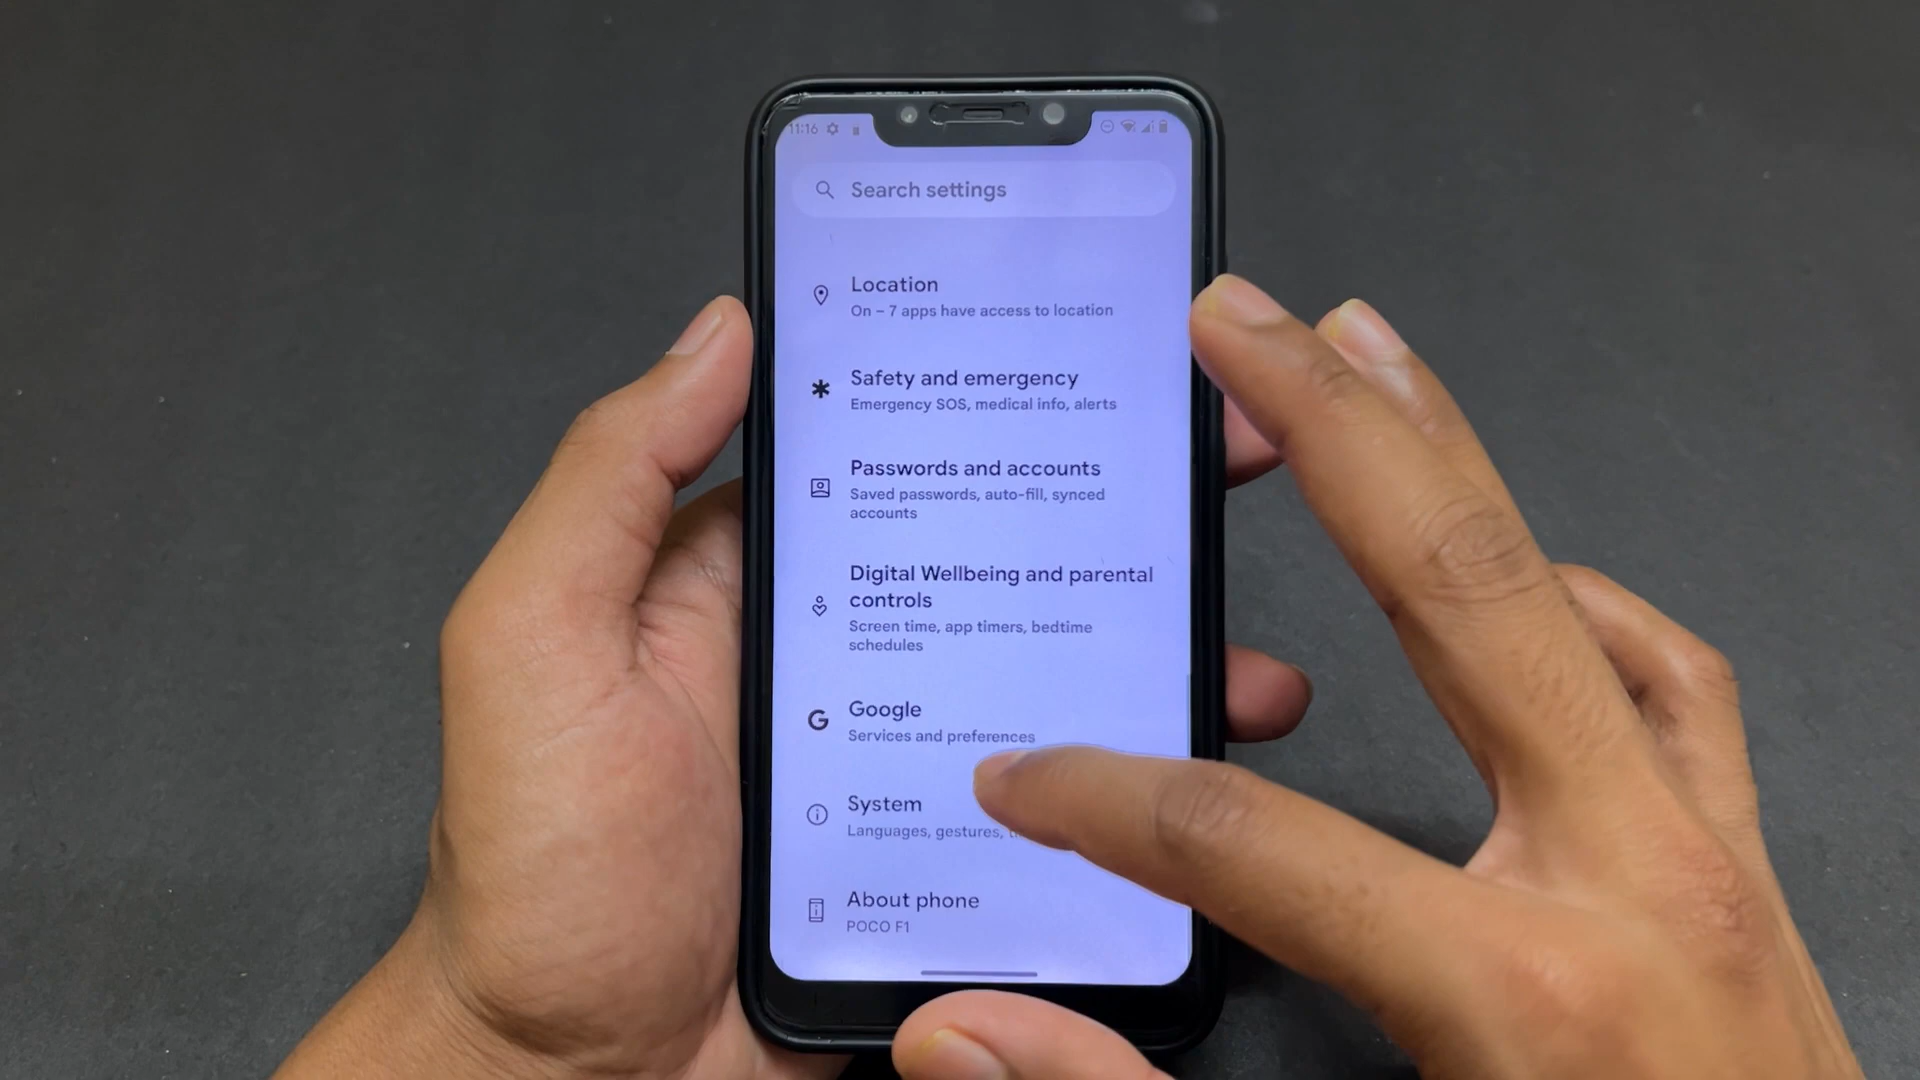 11:16
Search settings
Location
On – 7 apps have access to location
Safety and emergency
Emergency SOS, medical info, alerts
Passwords and accounts
Saved passwords, auto-fill, synced
accounts
Digital Wellbeing and parental
controls
Screen time, app timers, bedtime
schedules
Google
Services and preferences
System
Languages, gestures,
About phone
POCO F1